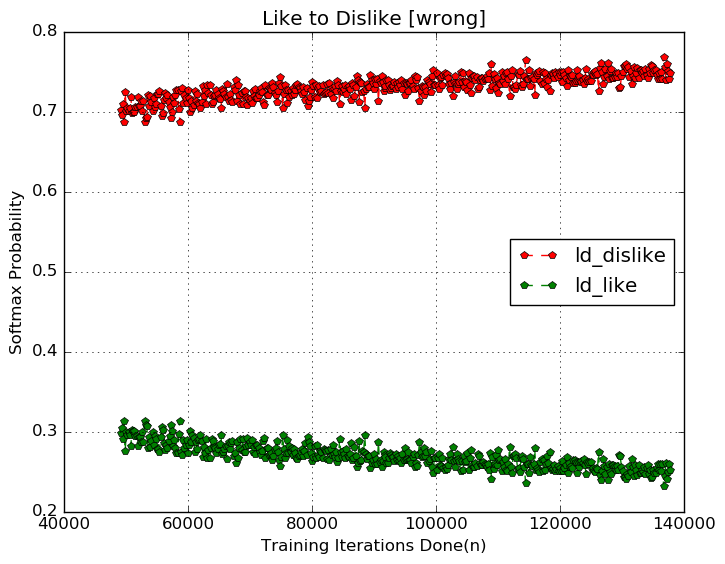 Like to Dislike [wrong]
0.8
0.7
0.6
0.5
0.4
0.3
0.2
Softmax Probability
ld_dislike
ld_like
40000 60000 80000 100000 120000 140000
Training Iterations Done(n)